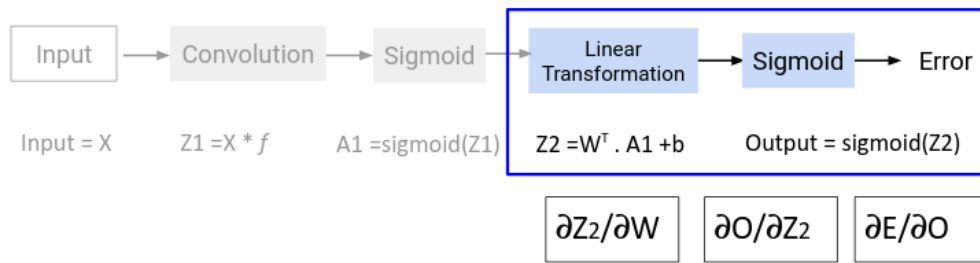 Input
Convolution
Sigmoid
Linear
Transformation
Sigmoid
Error
Input = X
Z1 =X * f
A1 =sigmoid(Z1)
Z2 =Wᵀ . A1 +b
Output = sigmoid(Z2)
∂Z2/∂W
∂O/∂Z2
∂E/∂O